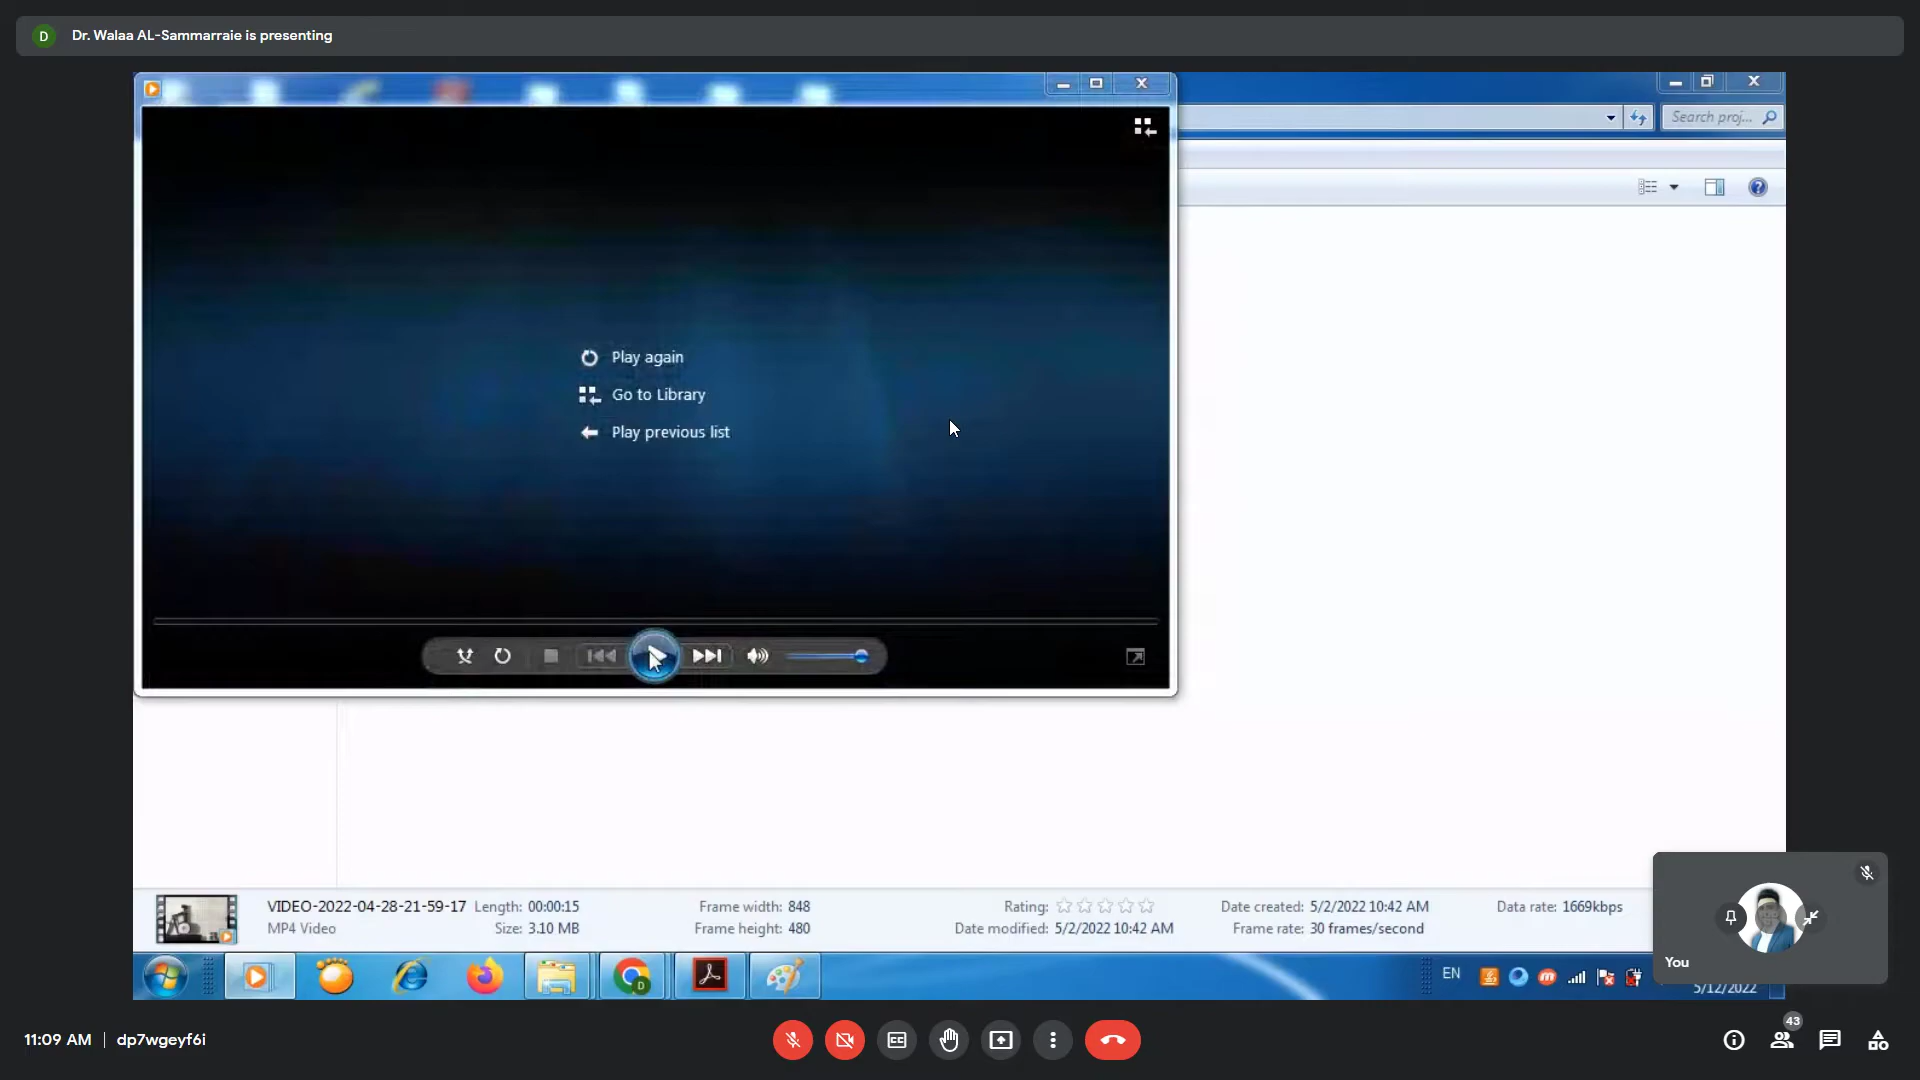 D Dr. Walaa AL-Sammarraie is presenting
Search proj...
Play again
Go to Library
Play previous list
VIDEO-2022-04-28-21-59-17 Length: 00:00:15 Frame width: 848 Rating: Date created: 5/2/2022 10:42 AM Data rate: 1669kbps
MP4 Video Size: 3.10 MB Frame height: 480 Date modified: 5/2/2022 10:42 AM Frame rate: 30 frames/second
You
D
EN
5/12/2022
11:09 AM | dp7wgeyf6i
43